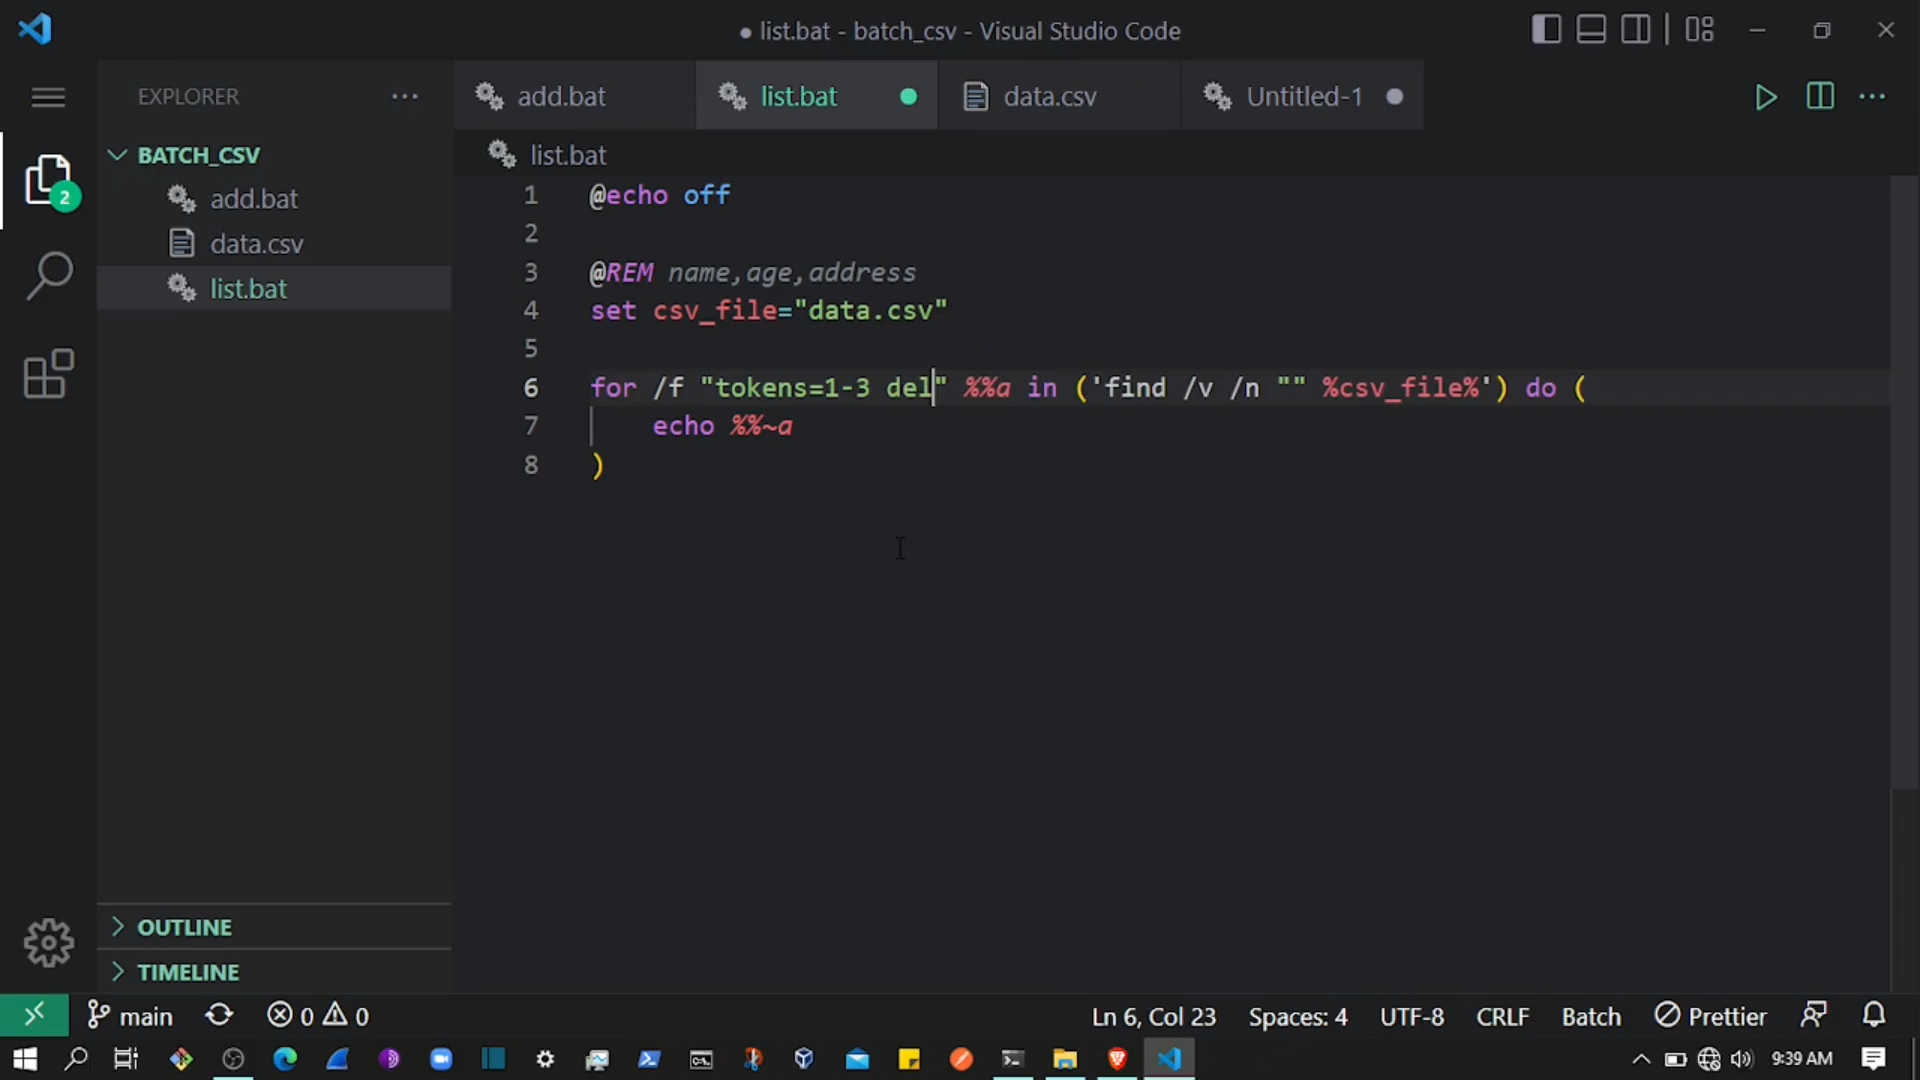 ● list.bat - batch_csv - Visual Studio Code
EXPLORER
add.bat
list.bat
data.csv
Untitled-1
BATCH_CSV
add.bat
data.csv
list.bat
2
list.bat
1 @echo off
2
3 @REM name,age,address
4 set csv_file="data.csv"
5
6 for /f "tokens=1-3 del" %%a in ('find /v /n "" %csv_file%') do (
7 echo %%~a
8 )
OUTLINE
TIMELINE
main 0 0 Ln 6, Col 23 Spaces: 4 UTF-8 CRLF Batch Prettier
9:39 AM